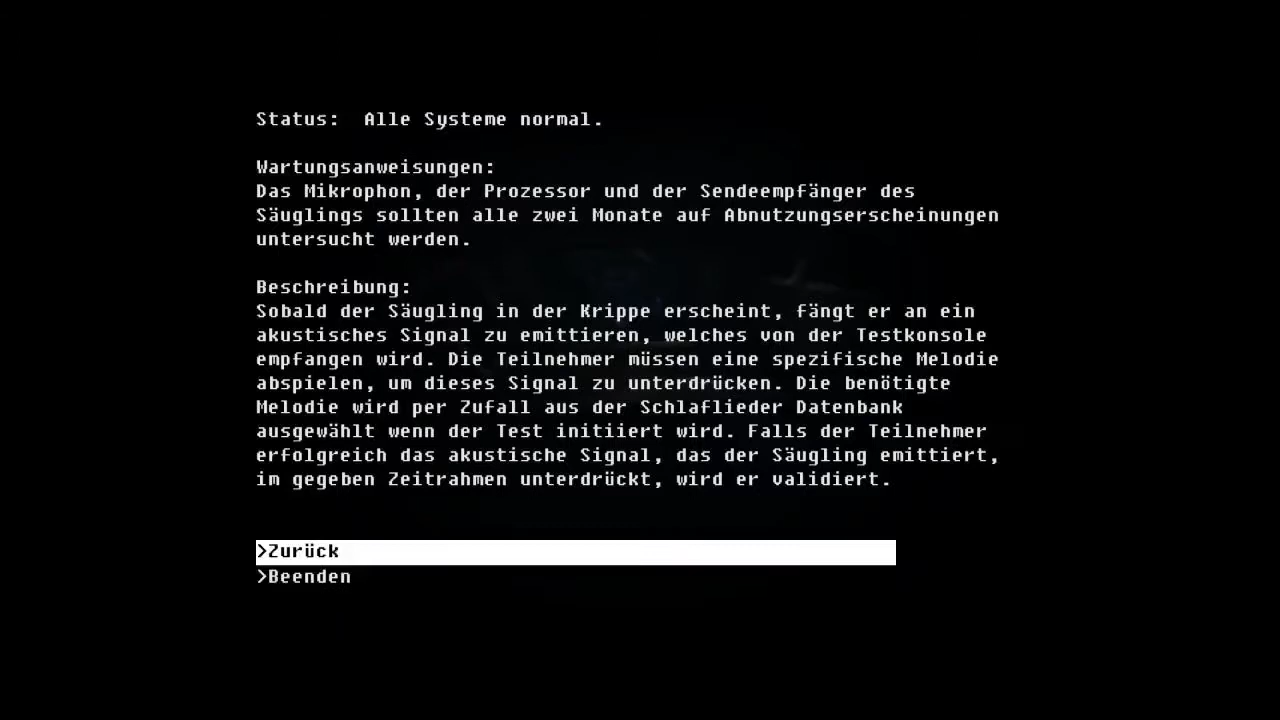 Status:  Alle Systeme normal.
Wartungsanweisungen:
Das Mikrophon, der Prozessor und der Sendeempfänger des
Säuglings sollten alle zwei Monate auf Abnutzungserscheinungen
untersucht werden.
Beschreibung:
Sobald der Säugling in der Krippe erscheint, fängt er an ein
akustisches Signal zu emittieren, welches von der Testkonsole
empfangen wird. Die Teilnehmer müssen eine spezifische Melodie
abspielen, um dieses Signal zu unterdrücken. Die benötigte
Melodie wird per Zufall aus der Schlaflieder Datenbank
ausgewählt wenn der Test initiiert wird. Falls der Teilnehmer
erfolgreich das akustische Signal, das der Säugling emittiert,
im gegeben Zeitrahmen unterdrückt, wird er validiert.
>Zurück
>Beenden